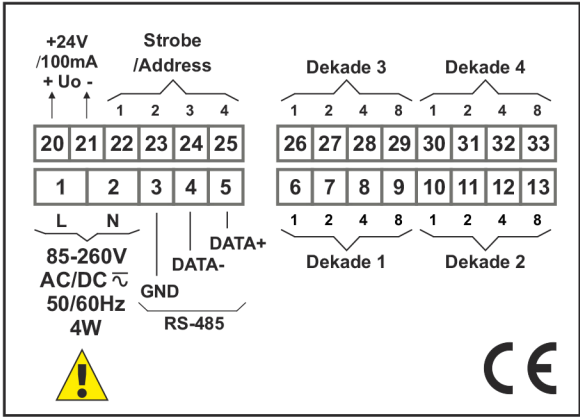 +24V
/100mA
+ Uo -
Strobe
/Address
Dekade 3
Dekade 4
1 2 3 4
1 2 4 8
1 2 4 8
20 21 22 23 24 25
26 27 28 29 30 31 32 33
1 2 3 4 5
6 7 8 9 10 11 12 13
L N
1 2 4 8
1 2 4 8
85-260V
AC/DC
50/60Hz
4W
GND
DATA-
DATA+
RS-485
Dekade 1
Dekade 2
CE